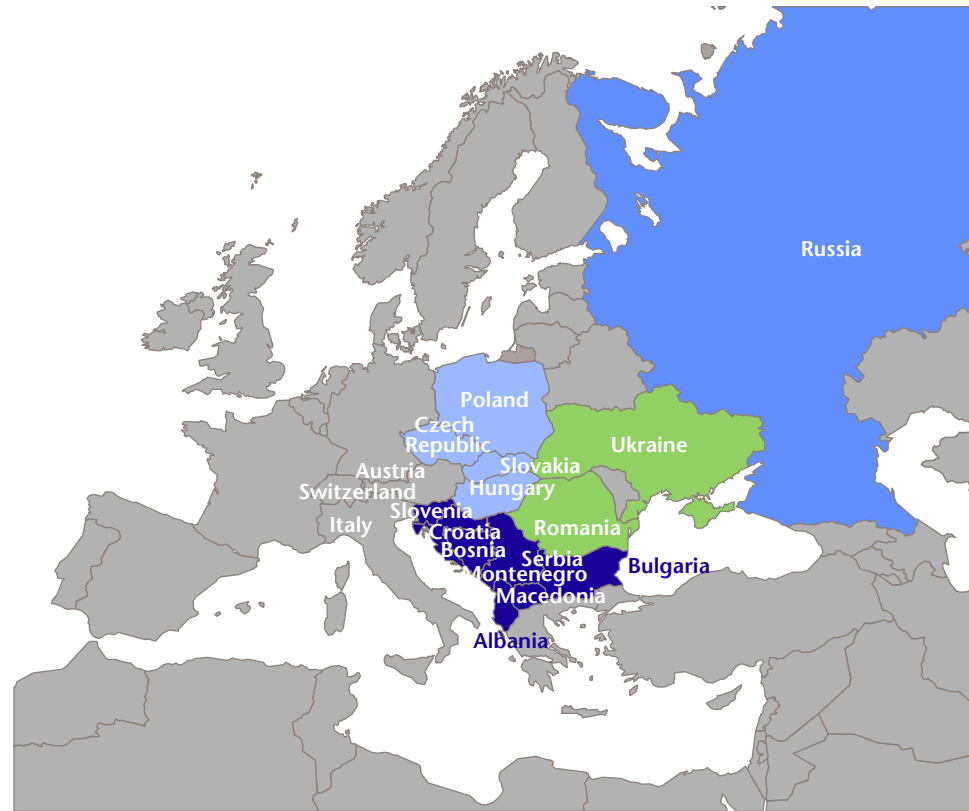 Russia
Poland
Czech
Republic
Ukraine
Slovakia
Austria
Hungary
Switzerland
Slovenia
Italy
Croatia
Romania
Bosnia
Serbia
Bulgaria
Montenegro
Macedonia
Albania